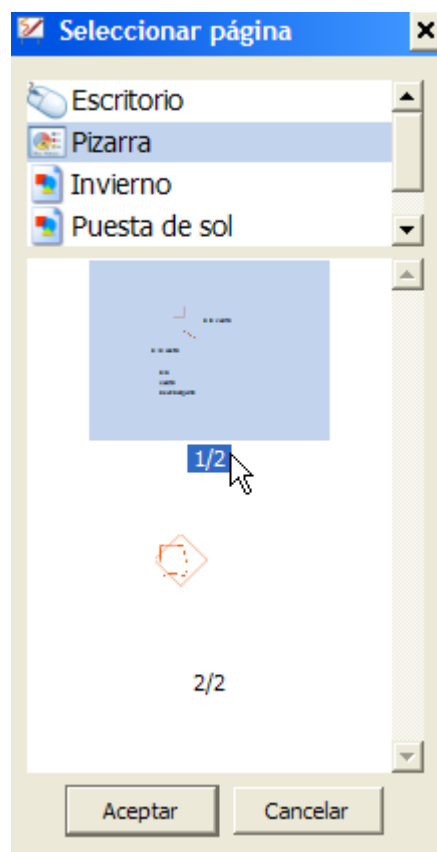 Seleccionar página
Escritorio
Pizarra
Invierno
Puesta de sol
1/2
2/2
Aceptar
Cancelar